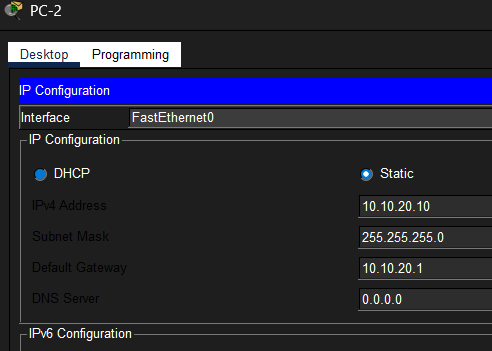 PC-2
Desktop Programming
IP Configuration
Interface FastEthernet0
IP Configuration
DHCP Static
IPv4 Address 10.10.20.10
Subnet Mask 255.255.255.0
Default Gateway 10.10.20.1
DNS Server 0.0.0.0
IPv6 Configuration